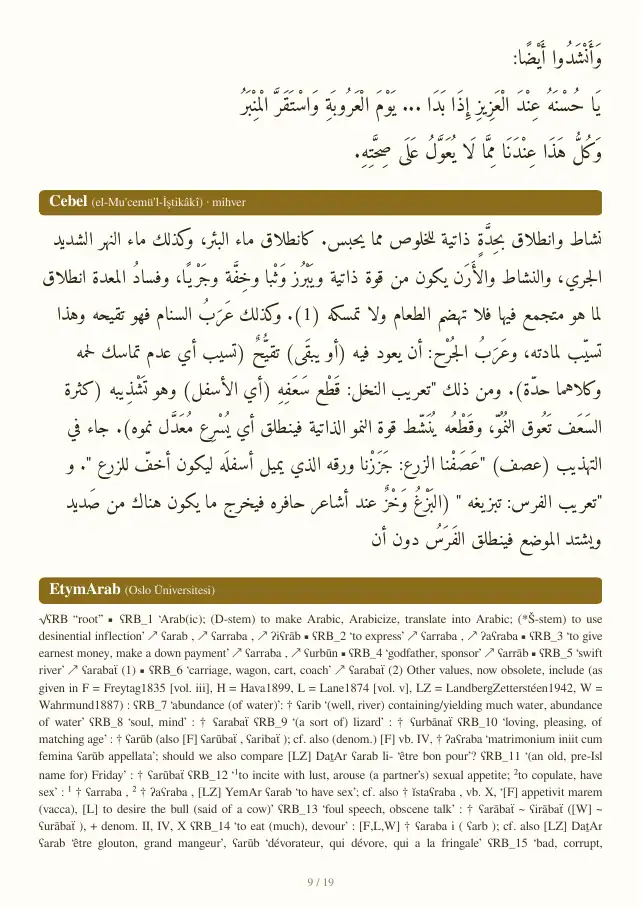 وَأَنْشَدُوا أَيْضًا:
يَا حُسْنَهُ عِنْدَ الْعَزِيزِ إِذَا بَدَا ... يَوْمَ الْعَرُوبَةِ وَاسْتَقَرَّ الْمِنْبَرُ
وَكُلُّ هَذَا عِنْدَنَا مِمَّا لَا يُعَوَّلُ عَلَى صِحَّتِهِ.
Cebel (el-Mu'cemü'l-İştikâkî) · mihver
نشاط وانطلاق بحِدَّةٍ ذاتية للخلوص مما يحبس. كانطلاق ماء البئر، وكذلك ماء النهر الشديد
الجري، والنشاط والأَرَن يكون من قوة ذاتية ويَبْرُز وَثْبا وخِفَّة وجَرْيًا، وفسادُ المعدة انطلاق
لما هو متجمع فيها فلا تهضم الطعام ولا تمسكه (1). وكذلك عَرَبُ السنام فهو تقيحه وهذا
تسيّب لمادته، وعَرَبُ الجُرْح: أن يعود فيه (أو يبقَى) تقيُّحٌ (تسيب أي عدم تماسك لحمه
وكلاهما حدّة). ومن ذلك "تعريب النخل: قَطْع سَعَفِهِ (أي الأسفل) وهو تَشْذِيبه (كثرة
السَعَف تَعُوق النُمُوّ، وقَطْعُه يُنَشِّط قوة النمو الذاتية فينطلق أي يُسْرِع مُعَدَّل نموه). جاء في
التهذيب (عصف) "عَصَفْنا الزرع: جَزَزْنا ورقه الذي يميل أسفلَه ليكون أخفّ للزرع ". و
"تعريب الفرس: تبزيغه " (البَزْغُ وَخْزٌ عند أشاعر حافره فيخرج ما يكون هناك من صَديد
ويشتد الموضع فينطلق الفَرَسُ دون أن
EtymArab (Oslo Üniversitesi)
√ʕRB “root” ▪ ʕRB_1 ‘Arab(ic); (D-stem) to make Arabic, Arabicize, translate into Arabic; (*Š-stem) to use
desinential inflection’ ↗ ʕarab , ↗ ʕarraba , ↗ ʔiʕrāb ▪ ʕRB_2 ‘to express’ ↗ ʕarraba , ↗ ʔaʕraba ▪ ʕRB_3 ‘to give
earnest money, make a down payment’ ↗ ʕarraba , ↗ ʕurbūn ▪ ʕRB_4 ‘godfather, sponsor’ ↗ ʕarrāb ▪ ʕRB_5 ‘swift
river’ ↗ ʕarabaẗ (1) ▪ ʕRB_6 ‘carriage, wagon, cart, coach’ ↗ ʕarabaẗ (2) Other values, now obsolete, include (as
given in F = Freytag1835 [vol. iii], H = Hava1899, L = Lane1874 [vol. v], LZ = LandbergZetterstéen1942, W =
Wahrmund1887) : ʕRB_7 ‘abundance (of water)’: † ʕarib ‘(well, river) containing/yielding much water, abundance
of water’ ʕRB_8 ‘soul, mind’ : † ʕarabaẗ ʕRB_9 ‘(a sort of) lizard’ : † ʕurbānaẗ ʕRB_10 ‘loving, pleasing, of
matching age’ : † ʕarūb (also [F] ʕarūbaẗ , ʕaribaẗ ); cf. also (denom.) [F] vb. IV, † ʔaʕraba ‘matrimonium iniit cum
femina ʕarūb appellata’; should we also compare [LZ] DaṯAr ʕarab li- ‘être bon pour’? ʕRB_11 ‘(an old, pre-Isl
name for) Friday’ : † ʕarūbaẗ ʕRB_12 ‘¹to incite with lust, arouse (a partner’s) sexual appetite; ²to copulate, have
sex’ : ¹ † ʕarraba , ² † ʔaʕraba , [LZ] YemAr ʕarab ‘to have sex’; cf. also † ĭstaʕraba , vb. X, ‘[F] appetivit marem
(vacca), [L] to desire the bull (said of a cow)’ ʕRB_13 ‘foul speech, obscene talk’ : † ʕarābaẗ ~ ʕirābaẗ ([W] ~
ʕurābaẗ ), + denom. II, IV, X ʕRB_14 ‘to eat (much), devour’ : [F,L,W] † ʕaraba i ( ʕarb ); cf. also [LZ] DaṯAr
ʕarab ‘être glouton, grand mangeur’, ʕarūb ‘dévorateur, qui dévore, qui a la fringale’ ʕRB_15 ‘bad, corrupt,
9 / 19